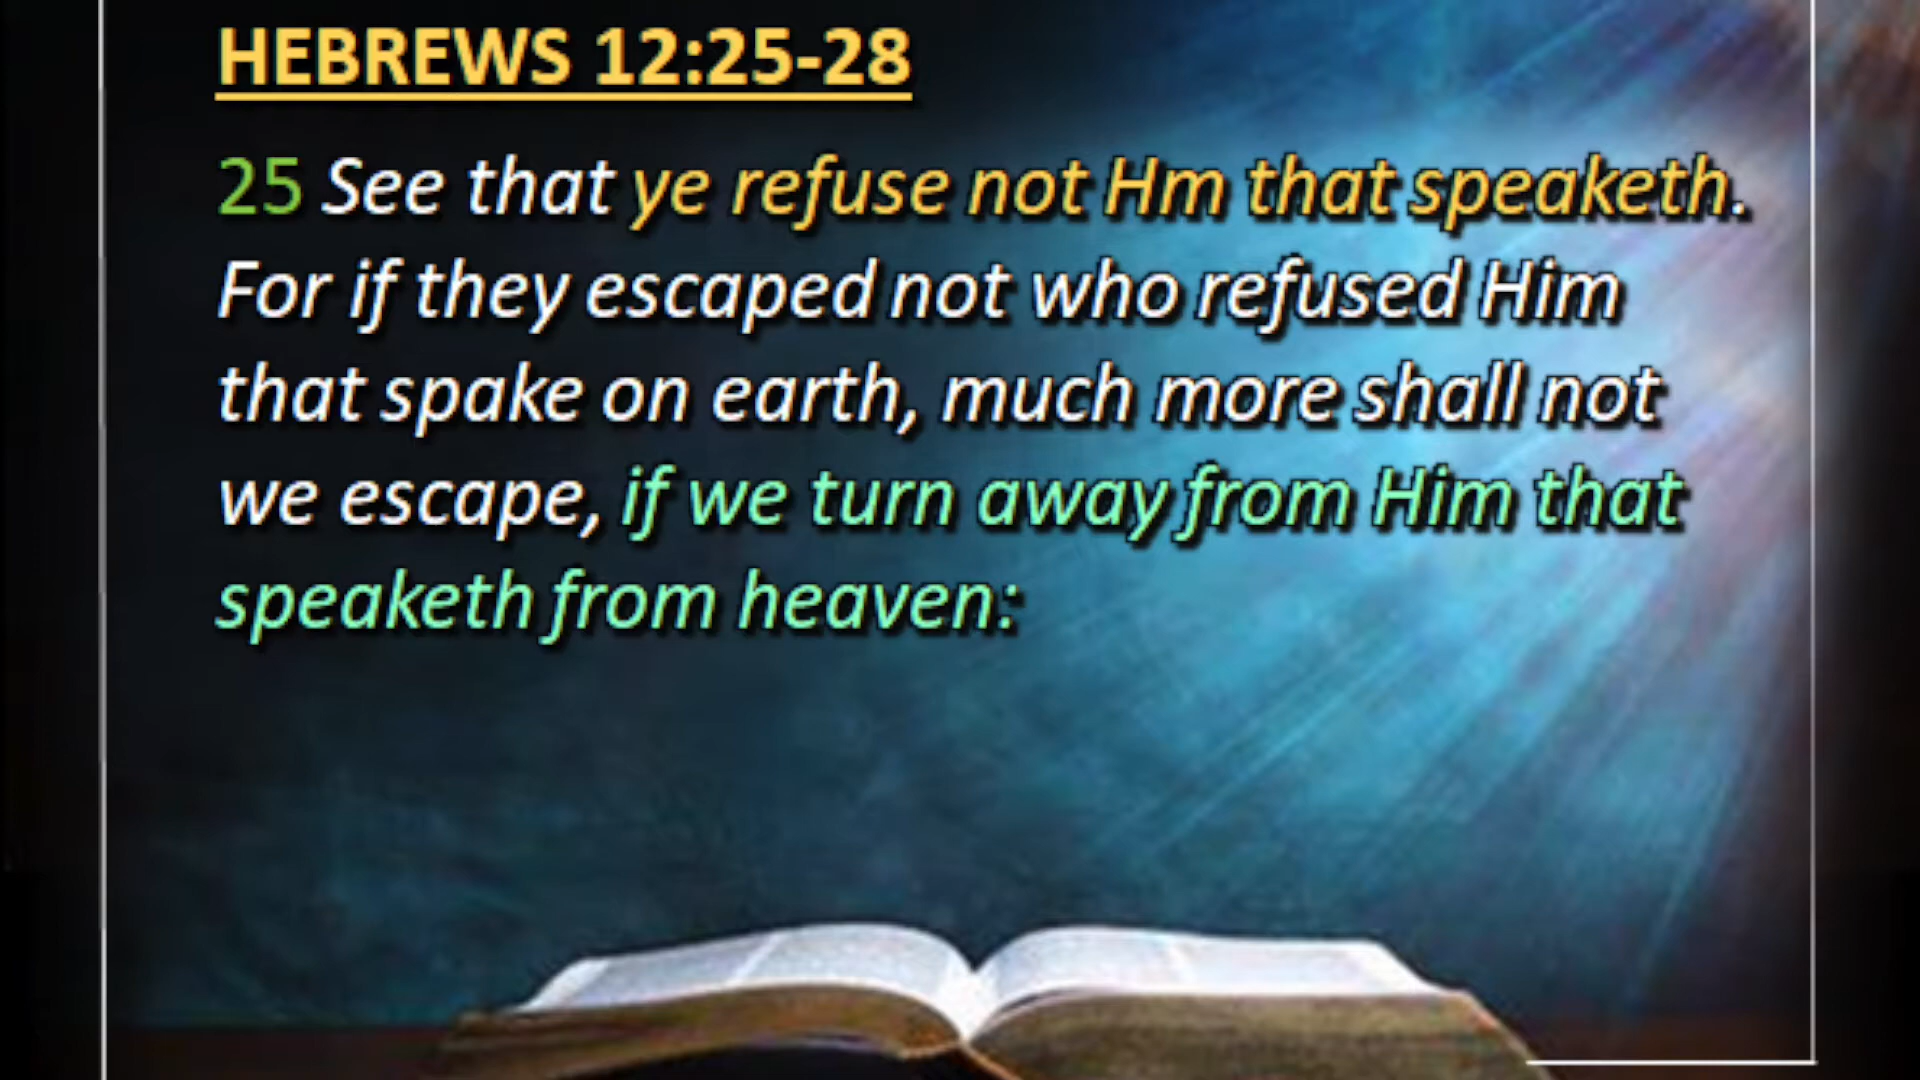 HEBREWS 12:25-28
25 See that ye refuse not Hm that speaketh.
For if they escaped not who refused Him
that spake on earth, much more shall not
we escape, if we turn away from Him that
speaketh from heaven: